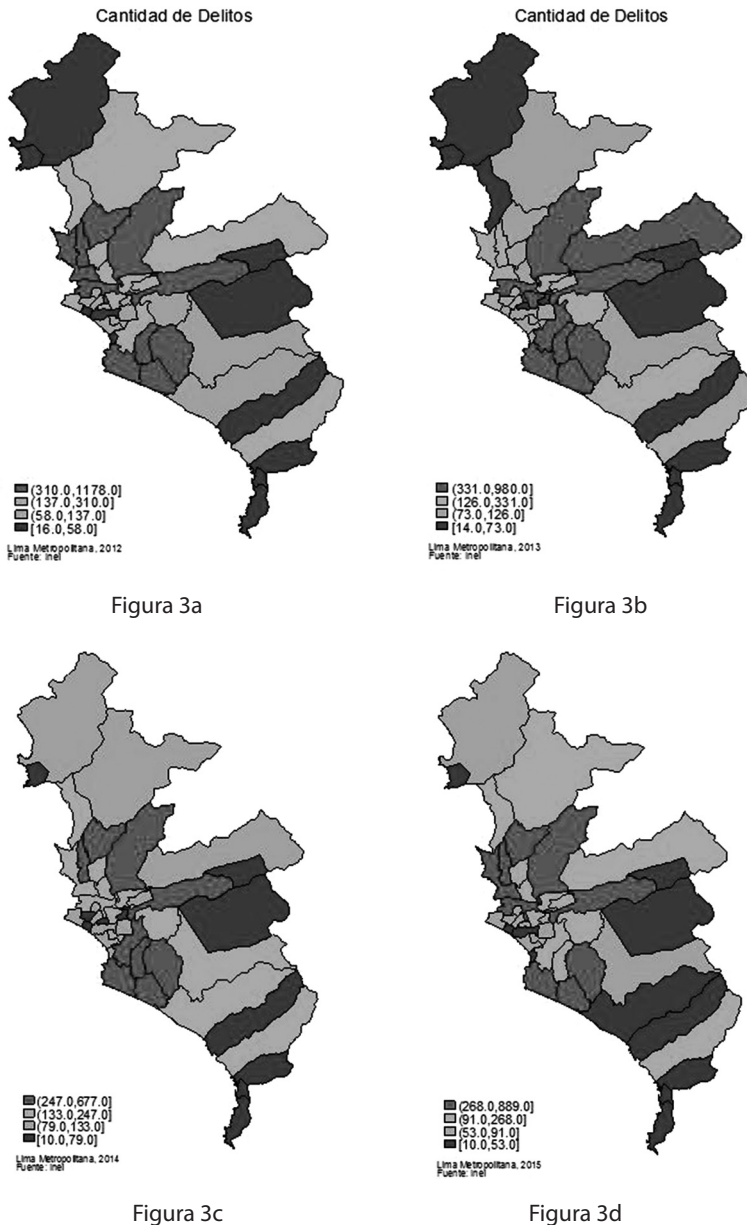 Cantidad de Delitos
(310.0,1178.0]
(137.0,310.0]
(58.0,137.0]
[16.0,58.0]
Lima Metropolitana, 2012
Fuente: Inei
Figura 3a
Cantidad de Delitos
(331.0,980.0]
(126.0,331.0]
(73.0,126.0]
[14.0,73.0]
Lima Metropolitana, 2013
Fuente: Inei
Figura 3b
(247.0,677.0]
(133.0,247.0]
(79.0,133.0]
[10.0,79.0]
Lima Metropolitana, 2014
Fuente: Inei
Figura 3c
(268.0,889.0]
(91.0,268.0]
(53.0,91.0]
[10.0,53.0]
Lima Metropolitana, 2015
Fuente: Inei
Figura 3d